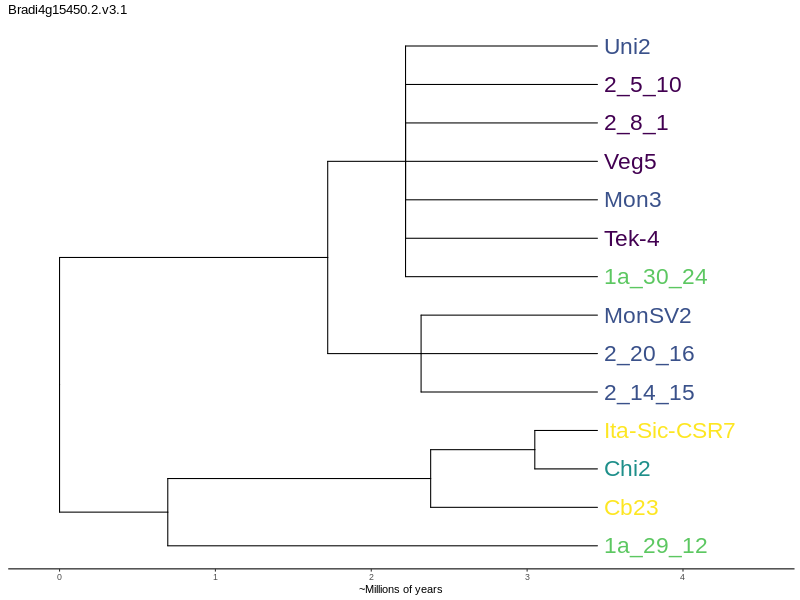 Bradi4g15450.2.v3.1
Uni2
2_5_10
2_8_1
Veg5
Mon3
Tek-4
1a_30_24
MonSV2
2_20_16
2_14_15
Ita-Sic-CSR7
Chi2
Cb23
1a_29_12
0 1 2 3 4
~Millions of years